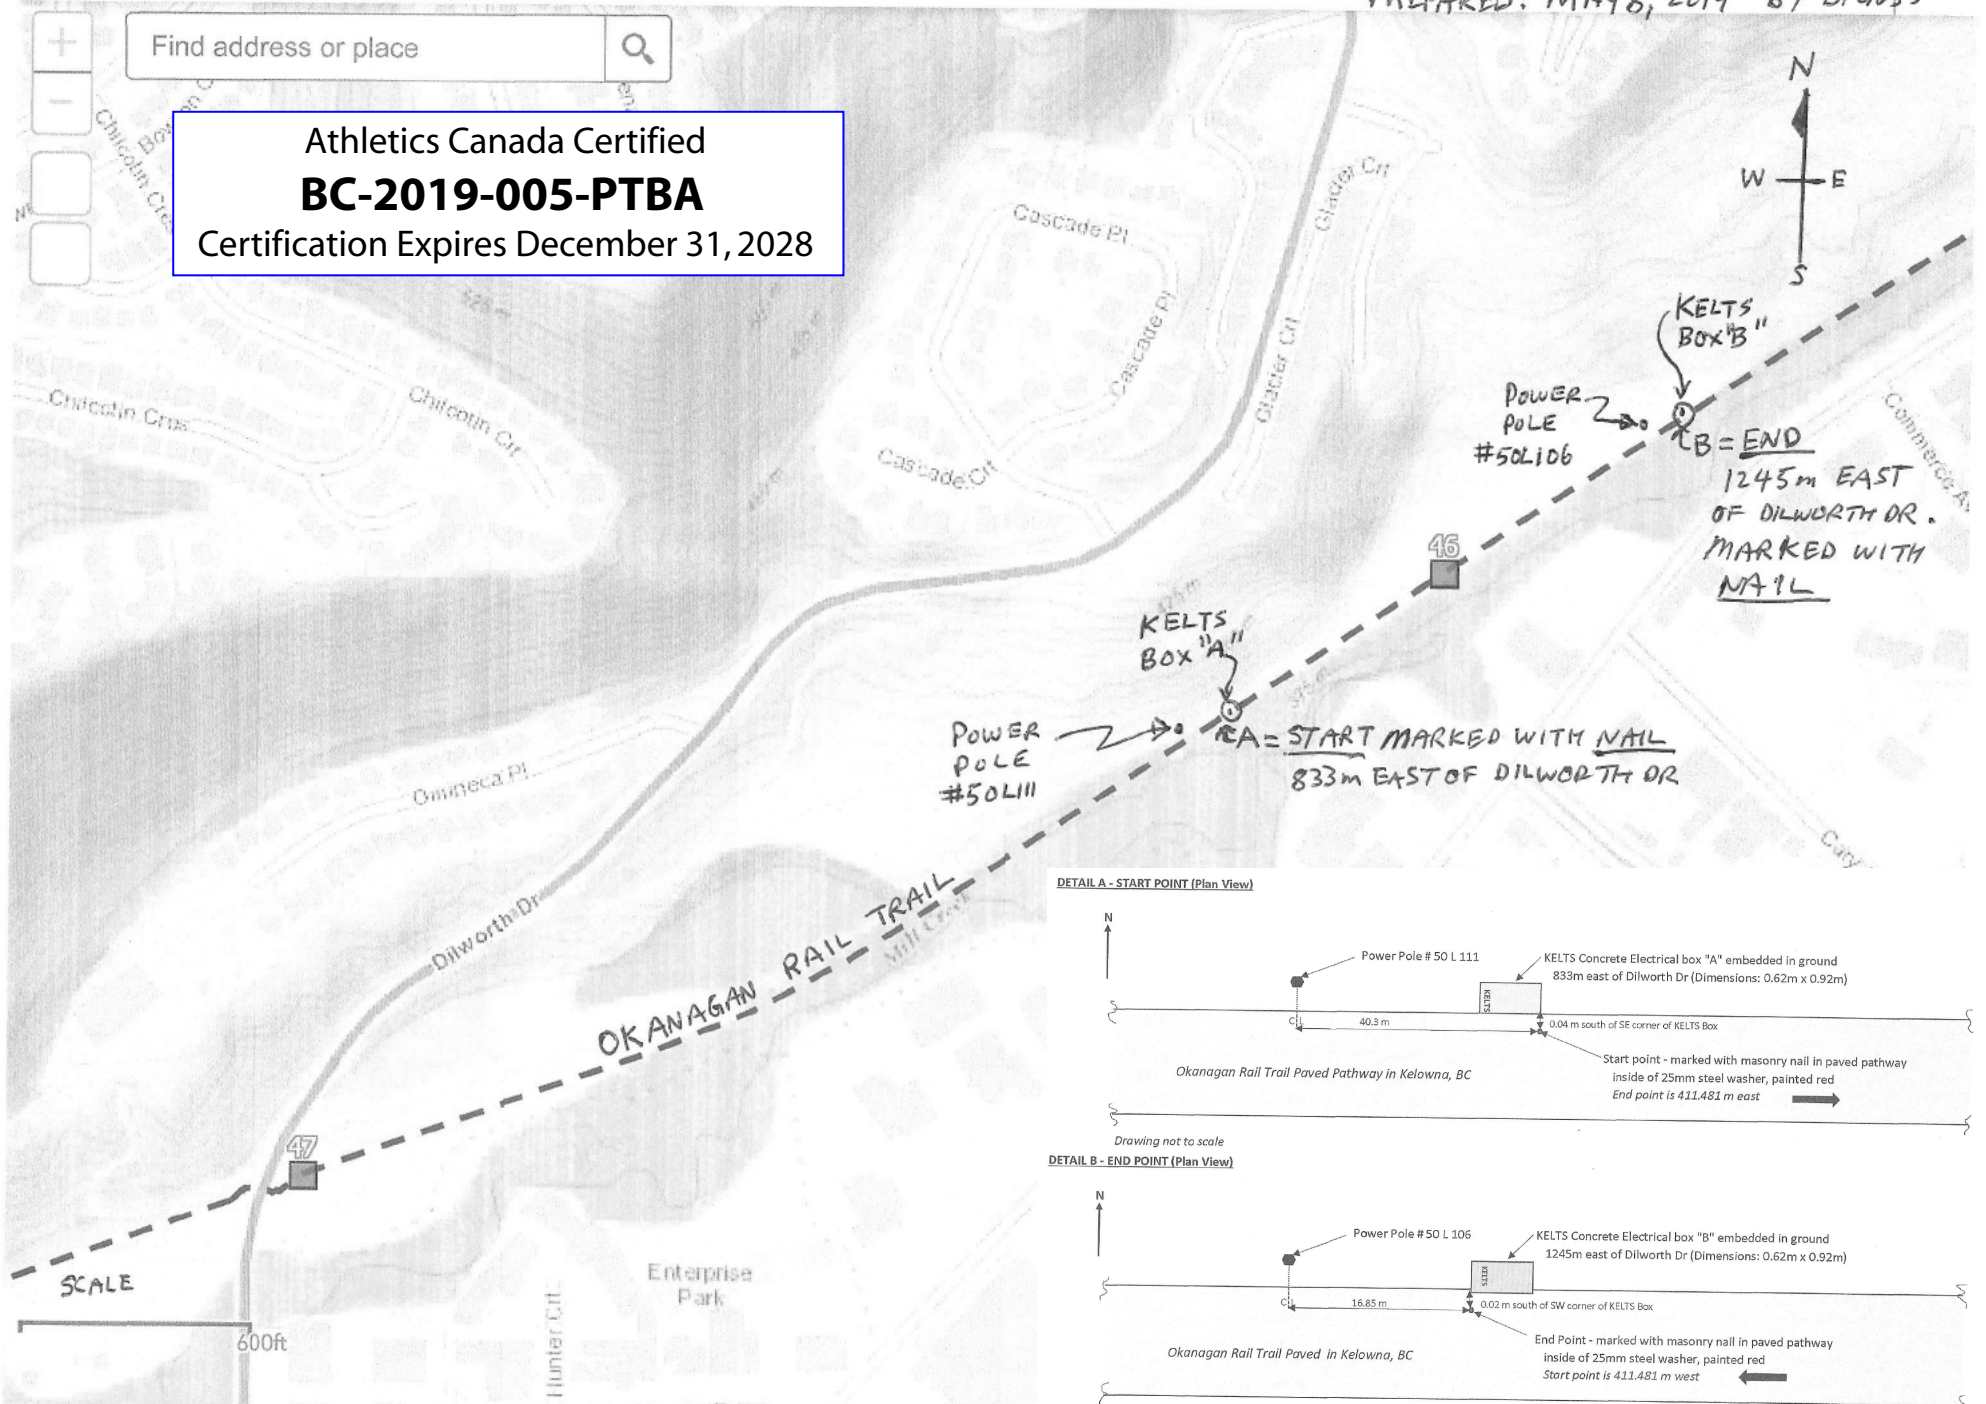 PREPARED: MAY 6, 2019 BY
Find address or place
Athletics Canada Certified
BC-2019-005-PTBA
Certification Expires December 31, 2028
N
W E
S
Chilcotin Cres
Cascade Pl
Glacier Crt
Cascade Pl
Glacier Crt
KELTS
BOX "B"
Chilcotin Cres
Chilcotin Crt
Cascade Crt
POWER
POLE
#50L106
B = END
1245m EAST
OF DILWORTH DR.
MARKED WITH
NAIL
46
KELTS
BOX "A"
POWER
POLE
#50L111
A = START MARKED WITH NAIL
833m EAST OF DILWORTH DR
Omineca Pl
Dilworth Dr
OKANAGAN RAIL TRAIL
Mill Creek
47
SCALE
600ft
Enterprise
Park
Hunter Crt
DETAIL A - START POINT (Plan View)
N
Power Pole # 50 L 111
KELTS Concrete Electrical box "A" embedded in ground
833m east of Dilworth Dr (Dimensions: 0.62m x 0.92m)
KELTS
C L
40.3 m
0.04 m south of SE corner of KELTS Box
Start point - marked with masonry nail in paved pathway
inside of 25mm steel washer, painted red
End point is 411.481 m east
Okanagan Rail Trail Paved Pathway in Kelowna, BC
Drawing not to scale
DETAIL B - END POINT (Plan View)
N
Power Pole # 50 L 106
KELTS Concrete Electrical box "B" embedded in ground
1245m east of Dilworth Dr (Dimensions: 0.62m x 0.92m)
KELTS
C L
16.85 m
0.02 m south of SW corner of KELTS Box
End Point - marked with masonry nail in paved pathway
inside of 25mm steel washer, painted red
Start point is 411.481 m west
Okanagan Rail Trail Paved in Kelowna, BC